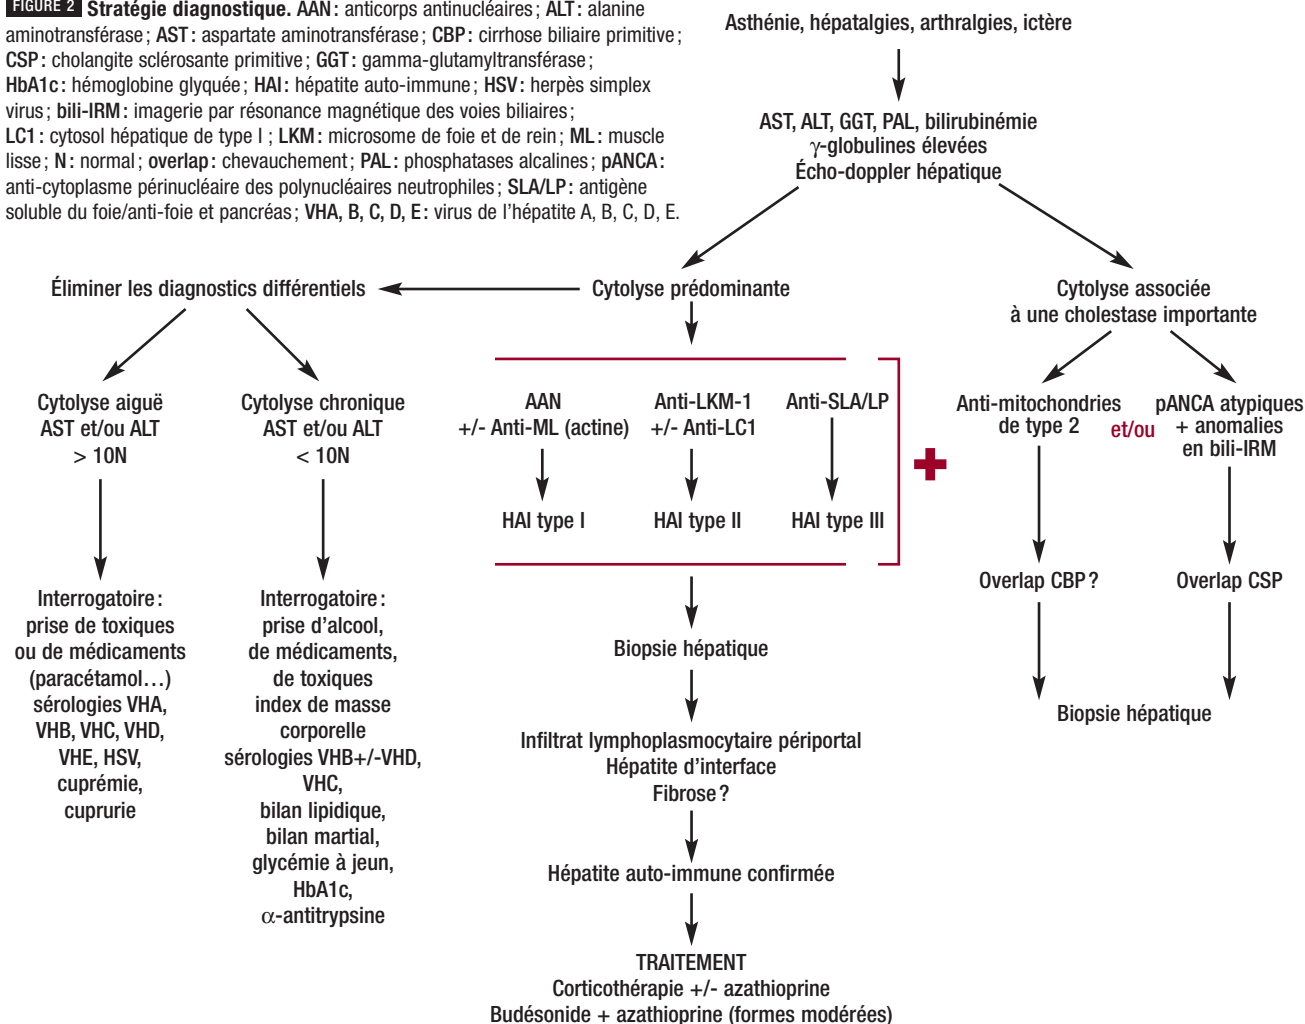 FIGURE 2 Stratégie diagnostique. AAN : anticorps antinucléaires ; ALT : alanine
aminotransférase ; AST : aspartate aminotransférase ; CBP : cirrhose biliaire primitive ;
CSP : cholangite sclérosante primitive ; GGT : gamma-glutamyltransférase ;
HbA1c : hémoglobine glyquée ; HAI : hépatite auto-immune ; HSV : herpès simplex
virus ; bili-IRM : imagerie par résonance magnétique des voies biliaires ;
LC1 : cytosol hépatique de type I ; LKM : microsome de foie et de rein ; ML : muscle
lisse ; N : normal ; overlap : chevauchement ; PAL : phosphatases alcalines ; pANCA :
anti-cytoplasme périnucléaire des polynucléaires neutrophiles ; SLA/LP : antigène
soluble du foie/anti-foie et pancréas ; VHA, B, C, D, E : virus de l'hépatite A, B, C, D, E.
Asthénie, hépatalgies, arthralgies, ictère
AST, ALT, GGT, PAL, bilirubinémie
γ-globulines élevées
Écho-doppler hépatique
Éliminer les diagnostics différentiels
Cytolyse prédominante
Cytolyse associée
à une cholestase importante
Cytolyse aiguë
AST et/ou ALT
> 10N
Cytolyse chronique
AST et/ou ALT
< 10N
AAN
+/- Anti-ML (actine)
Anti-LKM-1
+/- Anti-LC1
Anti-SLA/LP
Anti-mitochondries
de type 2
et/ou
pANCA atypiques
+ anomalies
en bili-IRM
HAI type I
HAI type II
HAI type III
Overlap CBP ?
Overlap CSP
Interrogatoire :
prise de toxiques
ou de médicaments
(paracétamol…)
sérologies VHA,
VHB, VHC, VHD,
VHE, HSV,
cuprémie,
cuprurie
Interrogatoire :
prise d'alcool,
de médicaments,
de toxiques
index de masse
corporelle
sérologies VHB+/-VHD,
VHC,
bilan lipidique,
bilan martial,
glycémie à jeun,
HbA1c,
α-antitrypsine
Biopsie hépatique
Infiltrat lymphoplasmocytaire périportal
Hépatite d'interface
Fibrose ?
Hépatite auto-immune confirmée
TRAITEMENT
Corticothérapie +/- azathioprine
Budésonide + azathioprine (formes modérées)
Biopsie hépatique